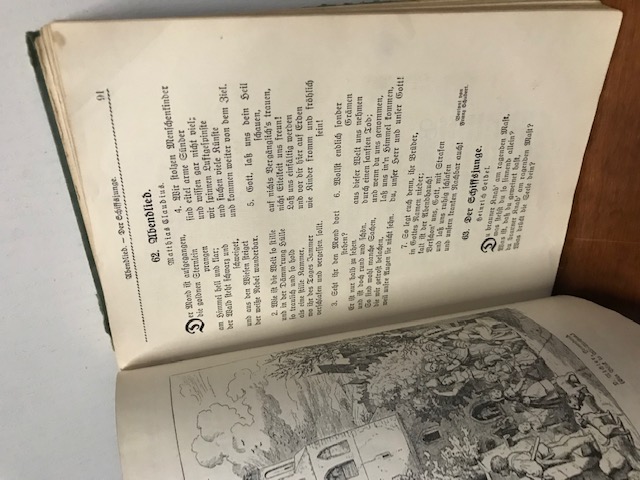 Abendlied. – Der Schiffsjunge. 91
62. Abendlied.
Matthias Claudius.
Der Mond ist aufgegangen,
die goldnen Sternlein
prangen
am Himmel hell und klar;
der Wald steht schwarz und
schweiget,
und aus den Wiesen steiget
der weiße Nebel wunderbar.
2. Wie ist die Welt so stille
und in der Dämmerung Hülle
so traulich und so hold
als eine stille Kammer,
wo ihr des Tages Jammer
verschlafen und vergessen sollt.
3. Seht ihr den Mond dort
stehen?
Er ist nur halb zu sehen
und ist doch rund und schön.
So sind wohl manche Sachen,
die wir getrost belachen,
weil unsre Augen sie nicht sehn.
4. Wir stolzen Menschenkinder
sind eitel arme Sünder
und wissen gar nicht viel;
wir spinnen Luftgespinste
und suchen viele Künste
und kommen weiter von dem Ziel.
5. Gott, laß uns dein Heil
schauen,
auf nichts Vergänglich's trauen,
nicht Eitelkeit uns freun!
Laß uns einfältig werden
und vor dir hier auf Erden
wie Kinder fromm und fröhlich
sein!
6. Wollst endlich sonder
Grämen
aus dieser Welt uns nehmen
durch einen sanften Tod;
und wenn du uns genommen,
laß uns in'n Himmel kommen,
du, unser Herr und unser Gott!
7. So legt euch denn, ihr Brüder,
in Gottes Namen nieder;
kalt ist der Abendhauch!
Verschon' uns, Gott, mit Strafen
und laß uns ruhig schlafen
und unsern kranken Nachbar auch!
Vertont von
Franz Schubert.
63. Der Schiffsjunge.
Heinrich Seidel.